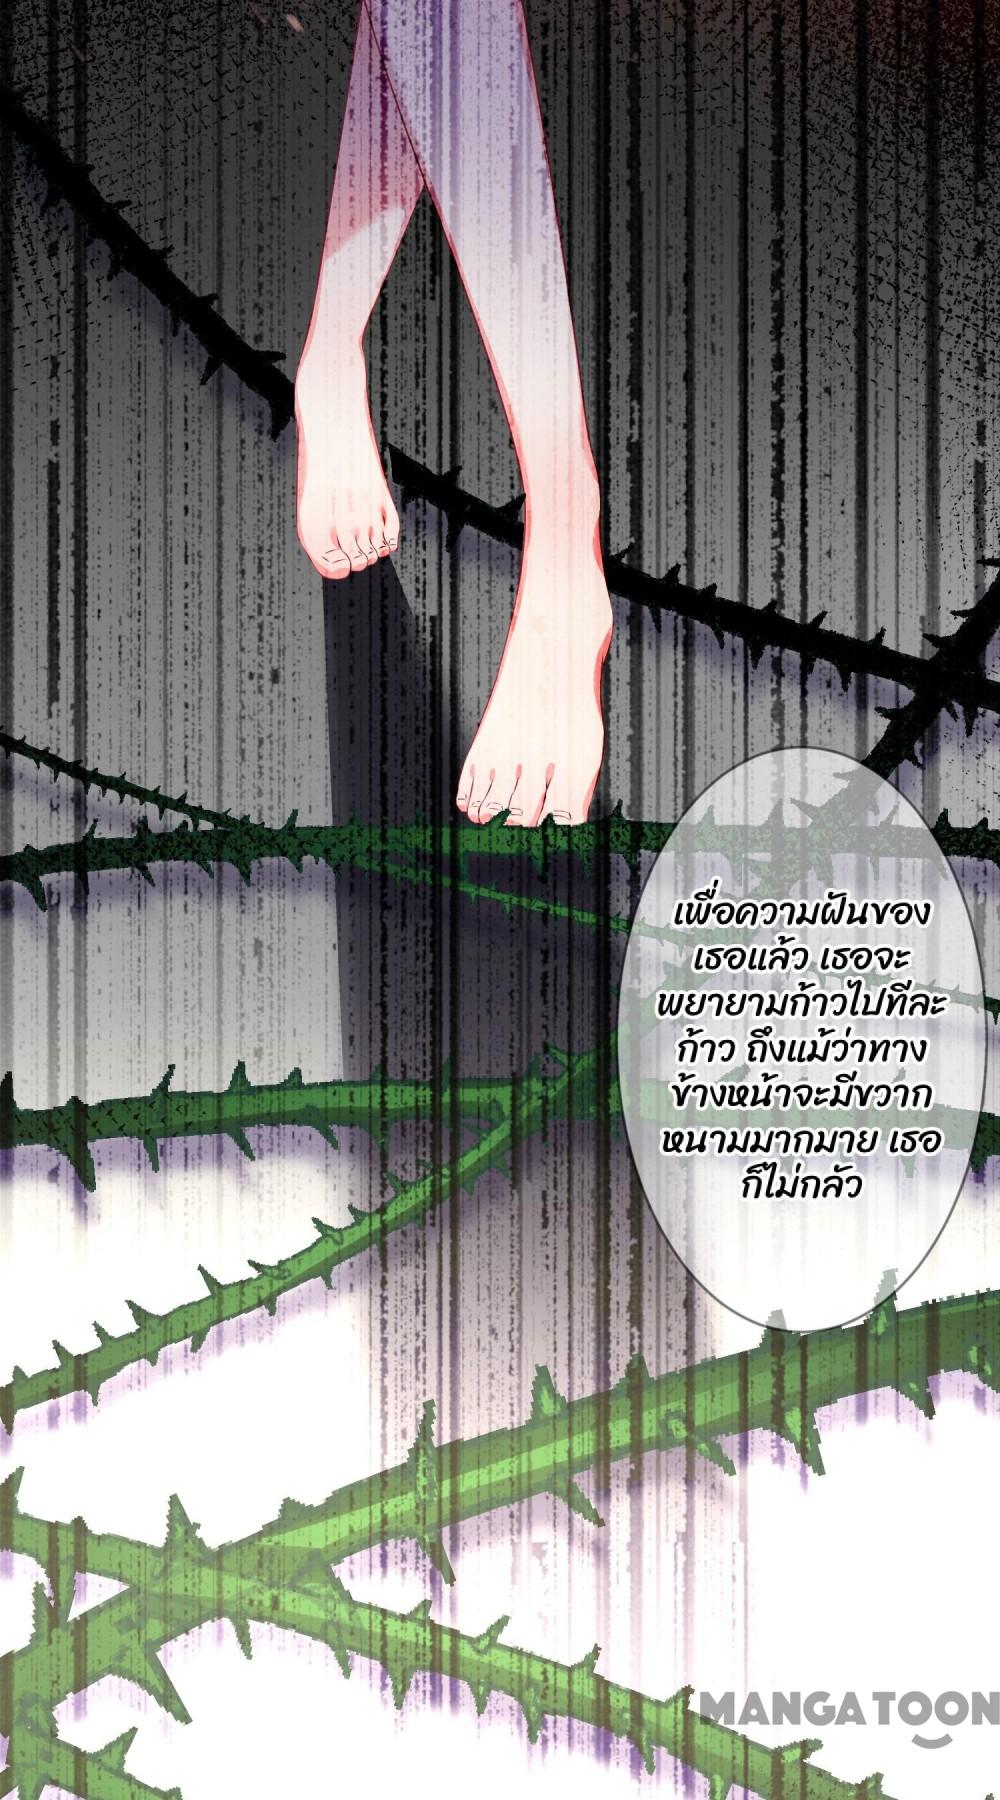 เพื่อความฝันของ
เธอแล้ว เธอจะ
พยายามก้าวไปทีละ
ก้าว ถึงแม้ว่าทาง
ข้างหน้าจะมีขวาก
หนามมากมาย เธอ
ก็ไม่กลัว
MANGATOON